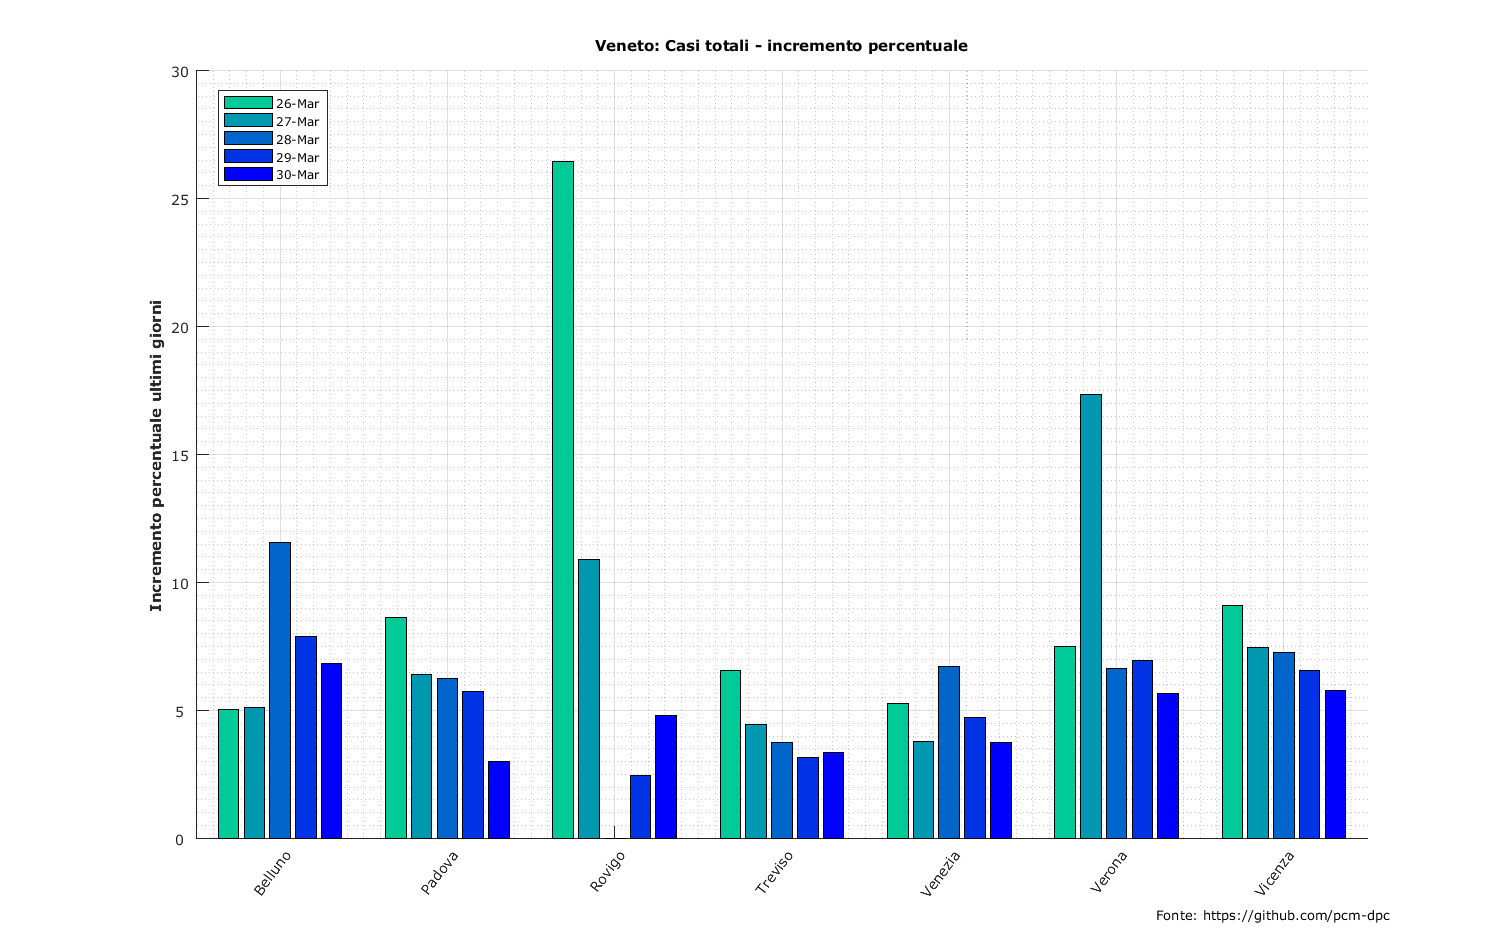 Veneto: Casi totali - incremento percentuale
30
25
20
15
10
5
0
Incremento percentuale ultimi giorni
26-Mar
27-Mar
28-Mar
29-Mar
30-Mar
Belluno
Padova
Rovigo
Treviso
Venezia
Verona
Vicenza
Fonte: https://github.com/pcm-dpc